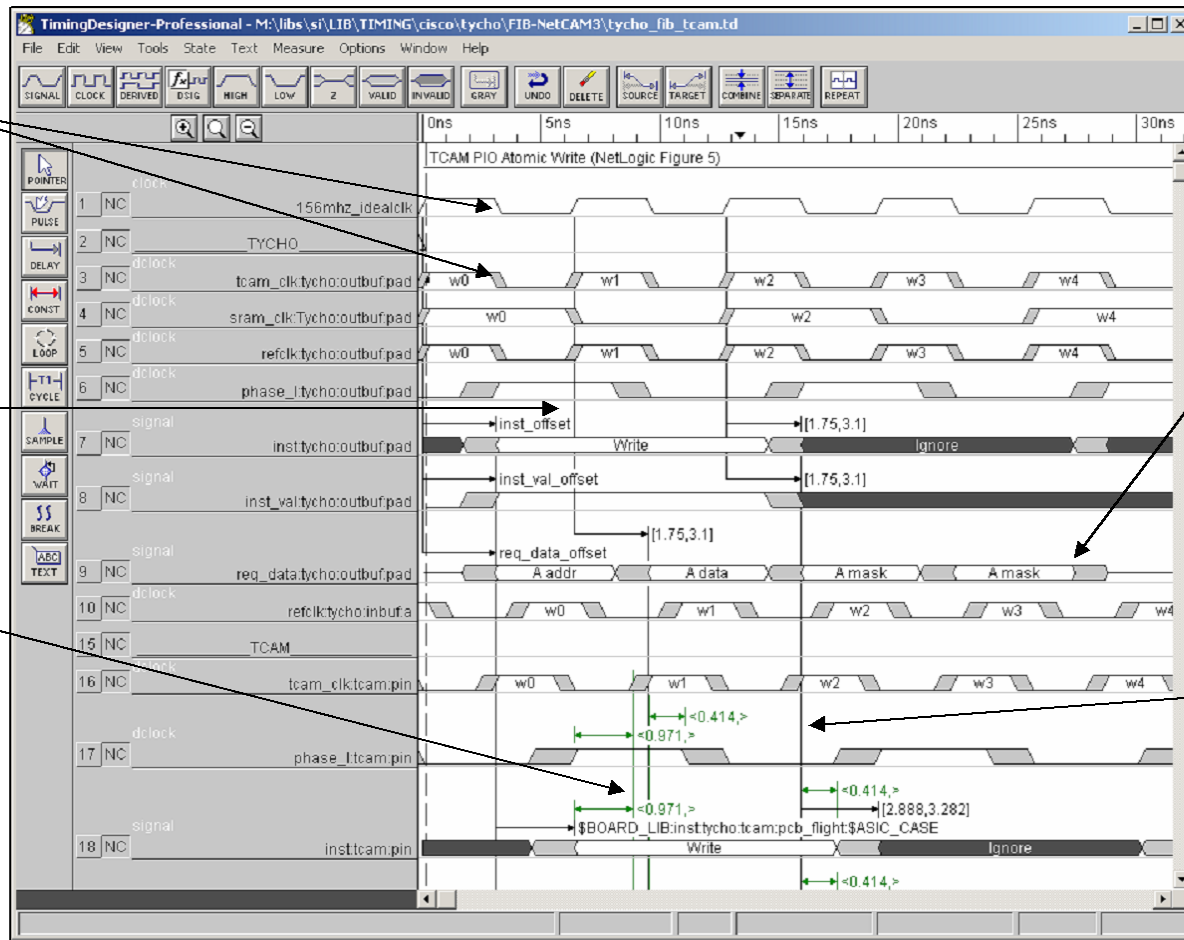 TimingDesigner-Professional - M:\libs\si\LIB\TIMING\cisco\tycho\FIB-NetCAM3\tycho_fib_tcam.td
File Edit View Tools State Text Measure Options Window Help
SIGNAL CLOCK DERIVED DSIG HIGH LOW Z VALID INVALID GRAY UNDO DELETE SOURCE TARGET COMBINE SEPARATE REPEAT
0ns 5ns 10ns 15ns 20ns 25ns 30ns
TCAM PIO Atomic Write (NetLogic Figure 5)
POINTER
PULSE
DELAY
CONST
LOOP
T1
CYCLE
SAMPLE
WAIT
BREAK
ABC
TEXT
clock
1 NC 156mhz_idealclk
2 NC TYCHO
dclock
3 NC tcam_clk:tycho:outbuf:pad w0 w1 w2 w3 w4
dclock
4 NC sram_clk:Tycho:outbuf:pad w0 w2 w4
dclock
5 NC refclk:tycho:outbuf:pad w0 w1 w2 w3 w4
dclock
6 NC phase_l:tycho:outbuf:pad
signal
inst_offset [1.75,3.1]
7 NC inst:tycho:outbuf:pad Write Ignore
signal
inst_val_offset [1.75,3.1]
8 NC inst_val:tycho:outbuf:pad
[1.75,3.1]
signal
req_data_offset
9 NC req_data:tycho:outbuf:pad A addr A data A mask A mask
dclock
10 NC refclk:tycho:inbuf:a w0 w1 w2 w3 w4
15 NC TCAM
dclock
16 NC tcam_clk:tcam:pin w0 w1 w2 w3 w4
<0.414,>
dclock
<0.971,>
17 NC phase_l:tcam:pin
<0.414,>
<0.971,> [2.888,3.282]
signal
$BOARD_LIB:inst:tycho:tcam:pcb_flight:$ASIC_CASE
18 NC inst:tcam:pin Write Ignore
<0.414,>